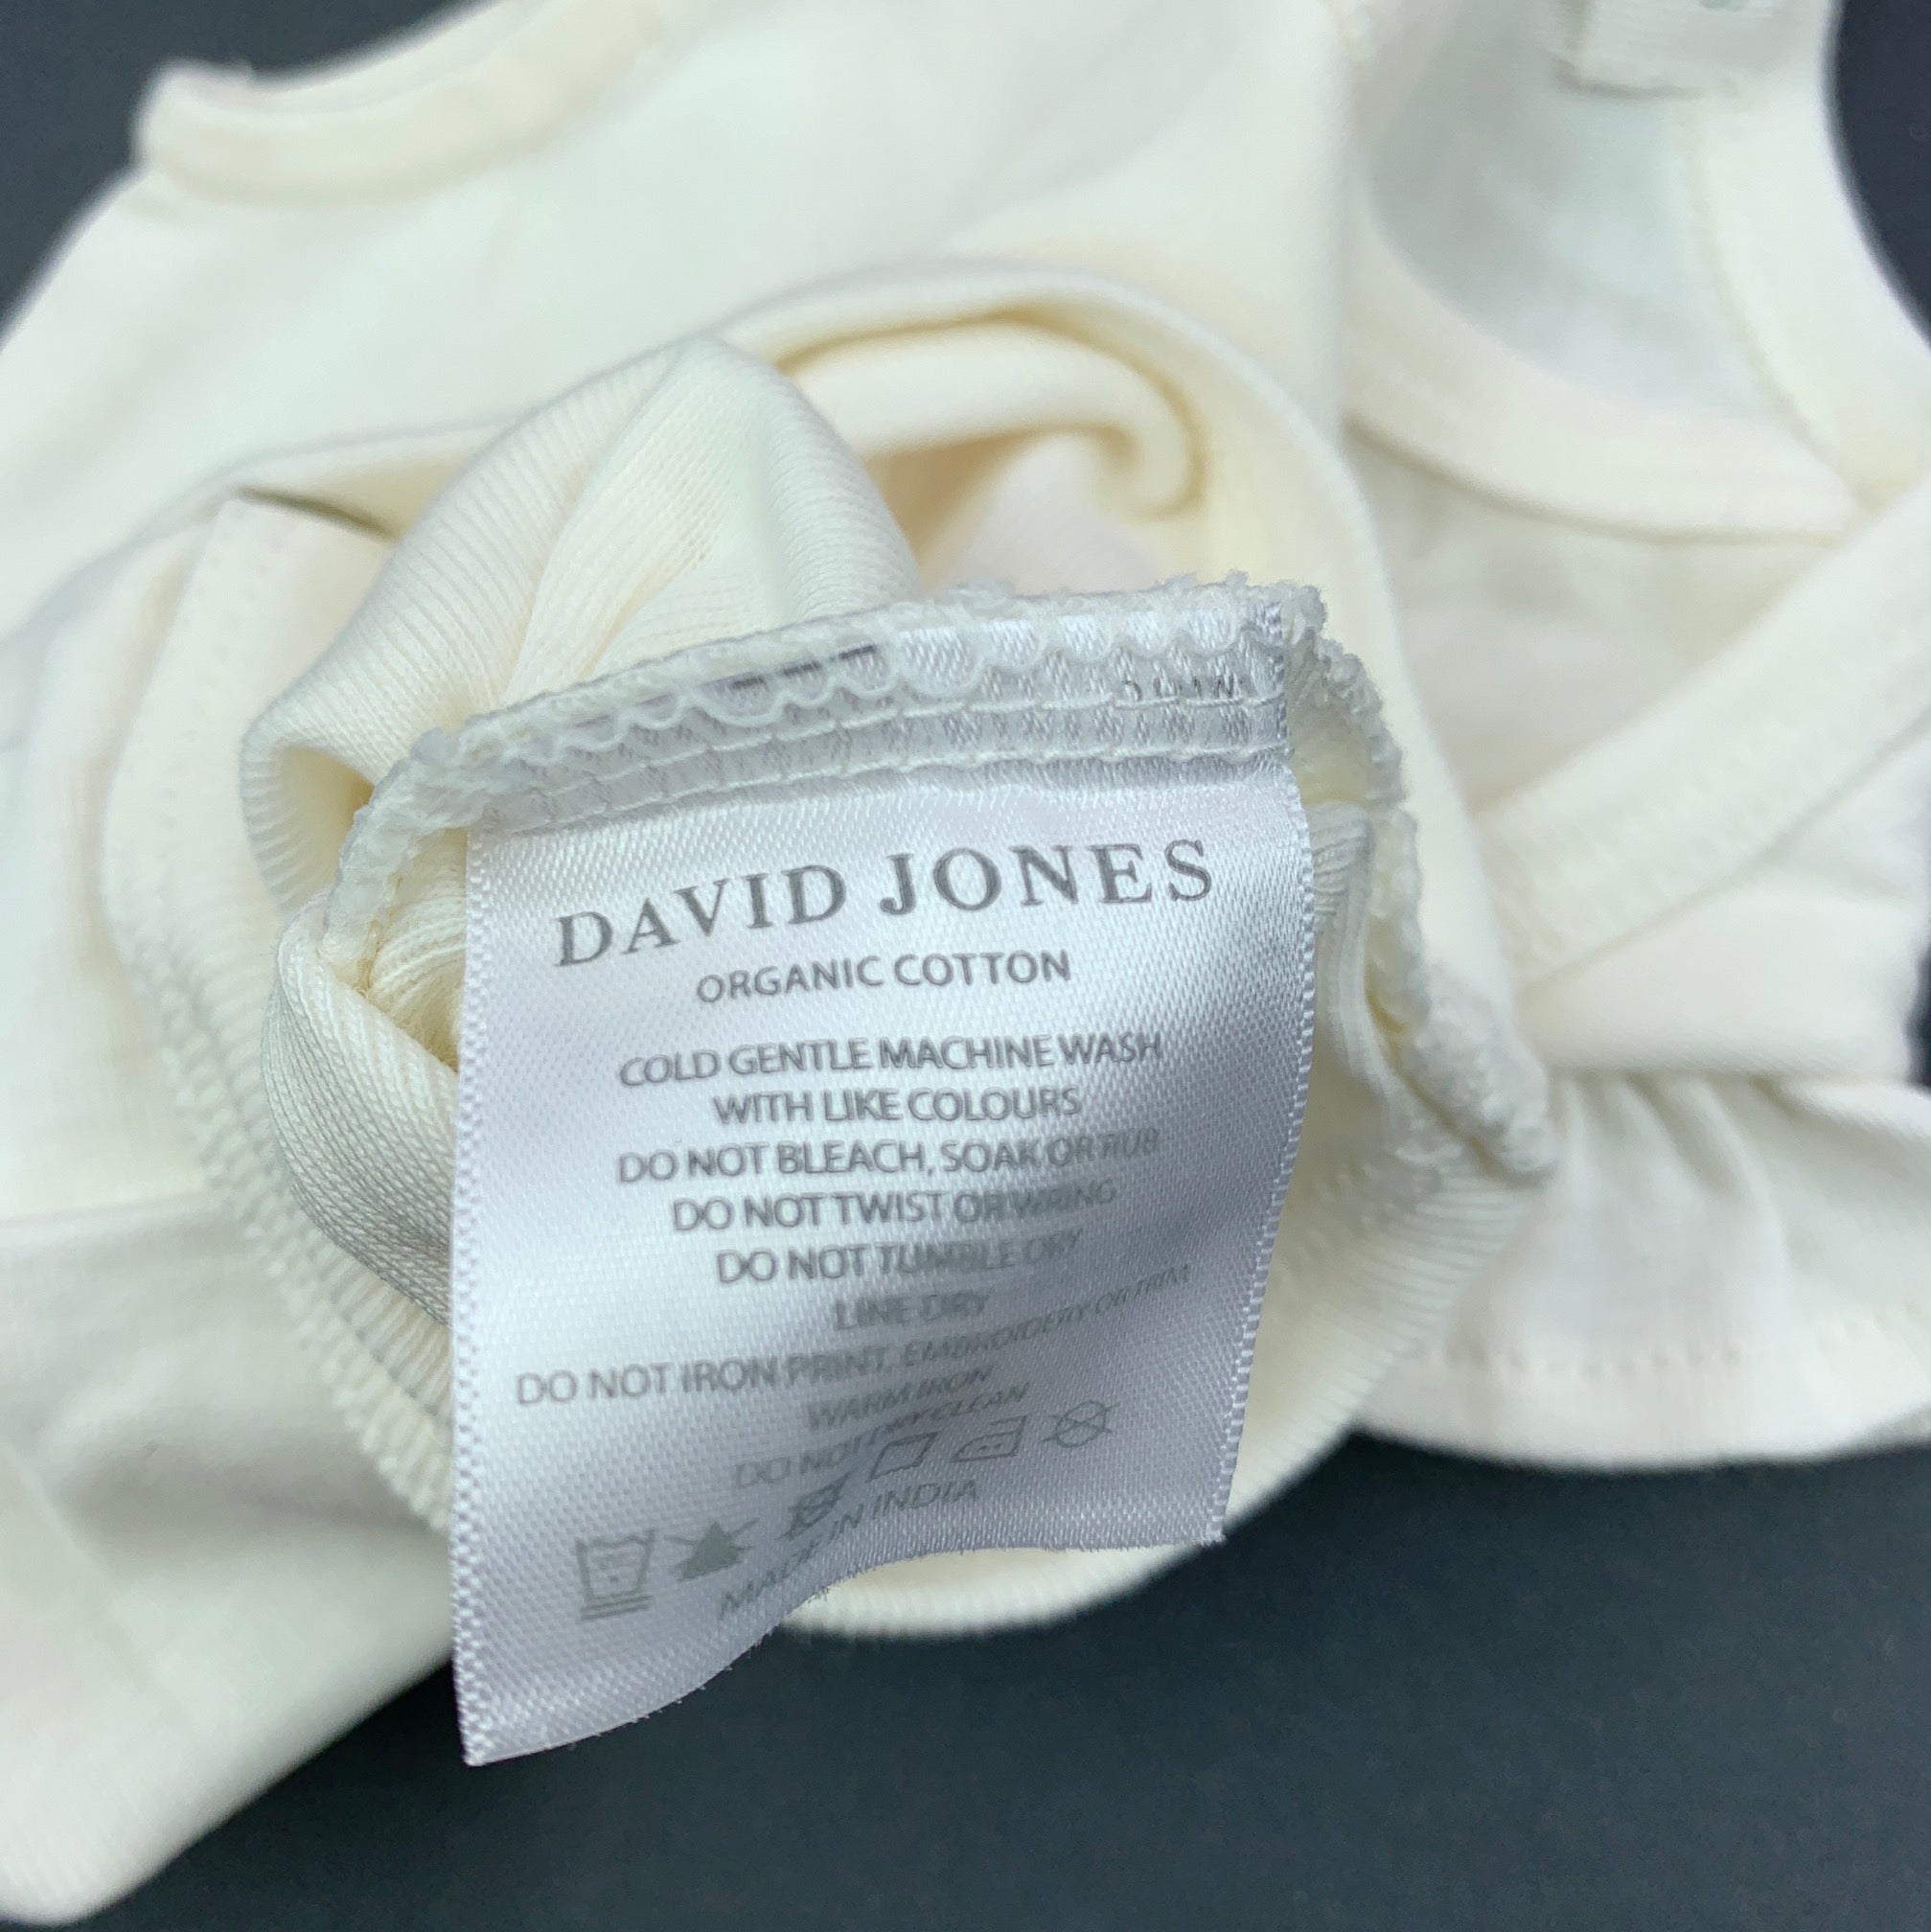 DAVID JONES
ORGANIC COTTON
COLD GENTLE MACHINE WASH
WITH LIKE COLOURS
DO NOT BLEACH, SOAK OR RUB
DO NOT TWIST OR WRING
DO NOT TUMBLE DRY
LINE DRY
DO NOT IRON PRINT, EMBROIDERY OR TRIM
WARM IRON
DO NOT DRY CLEAN
MADE IN INDIA